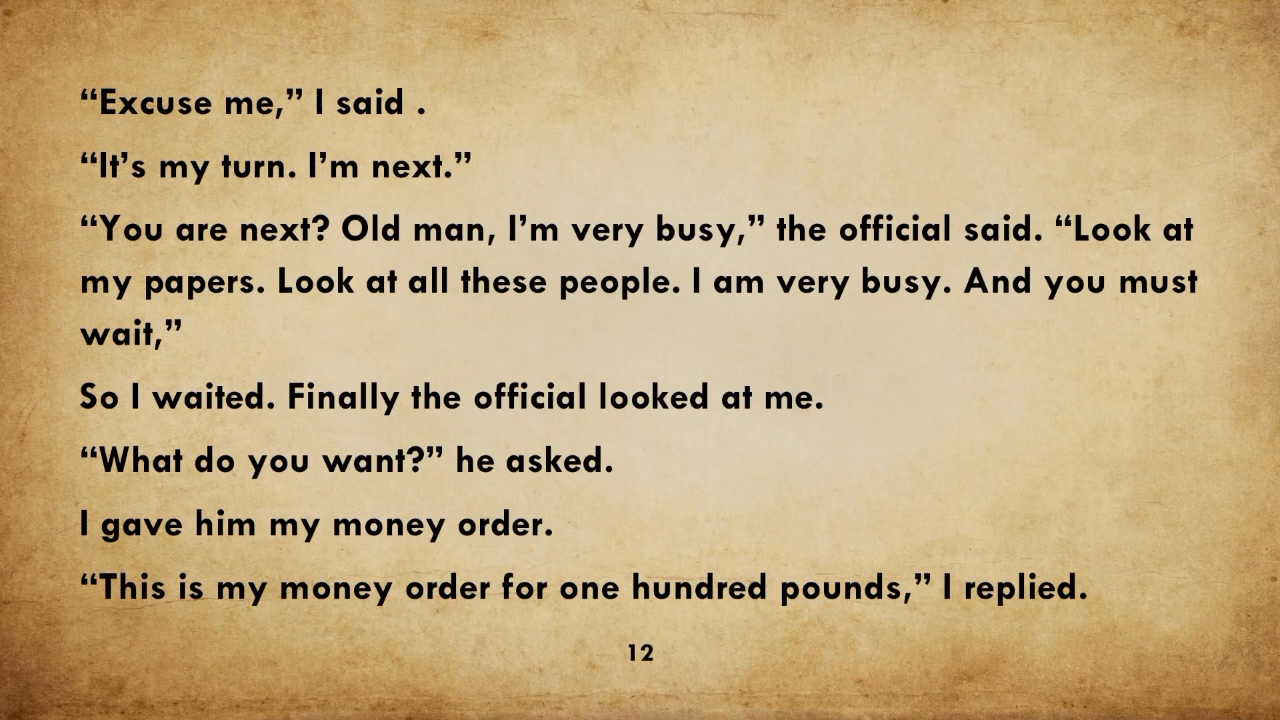 “Excuse me,” I said .
“It’s my turn. I’m next.”
“You are next? Old man, I’m very busy,” the official said. “Look at
my papers. Look at all these people. I am very busy. And you must
wait,”
So I waited. Finally the official looked at me.
“What do you want?” he asked.
I gave him my money order.
“This is my money order for one hundred pounds,” I replied.
12